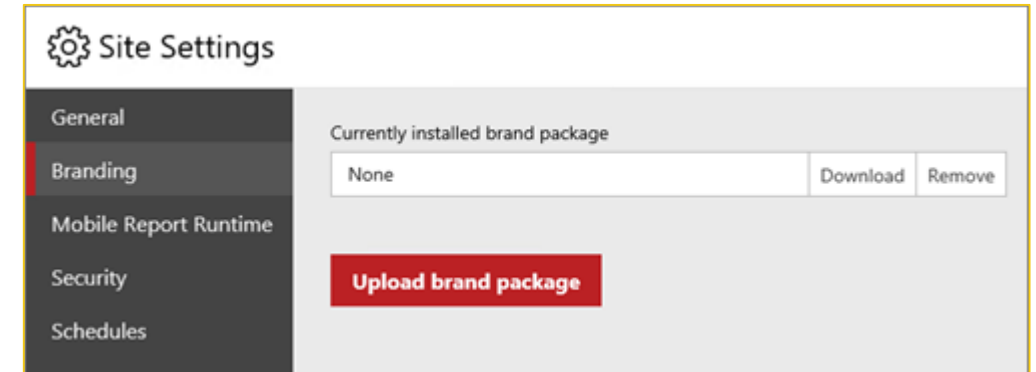 Site Settings
General
Branding
Mobile Report Runtime
Security
Schedules
Currently installed brand package
None Download Remove
Upload brand package